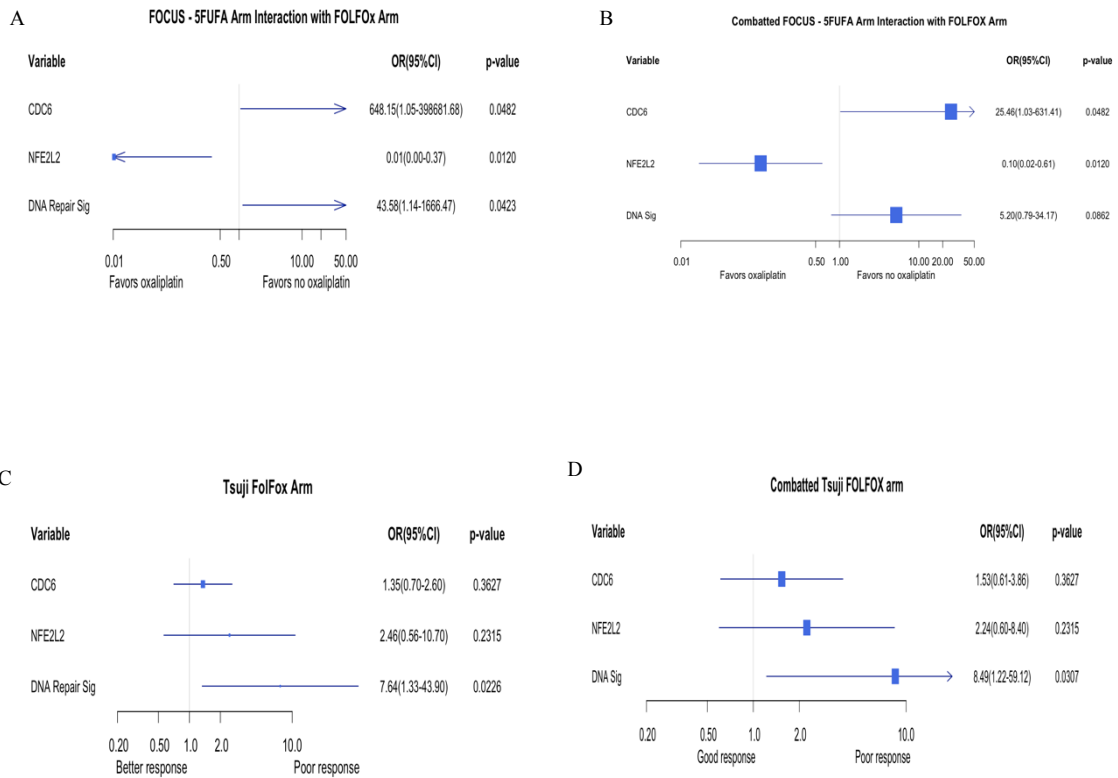 A
FOCUS - 5FUFA Arm Interaction with FOLFOx Arm
Variable OR(95%CI) p-value
CDC6 648.15(1.05-398681.68) 0.0482
NFE2L2 0.01(0.00-0.37) 0.0120
DNA Repair Sig 43.58(1.14-1666.47) 0.0423
0.01 0.50 10.00 50.00
Favors oxaliplatin Favors no oxaliplatin
B
Combatted FOCUS - 5FUFA Arm Interaction with FOLFOX Arm
Variable OR(95%CI) p-value
CDC6 25.46(1.03-631.41) 0.0482
NFE2L2 0.10(0.02-0.61) 0.0120
DNA Sig 5.20(0.79-34.17) 0.0862
0.01 0.50 1.00 10.00 20.00 50.00
Favors oxaliplatin Favors no oxaliplatin
C
Tsuji FolFox Arm
Variable OR(95%CI) p-value
CDC6 1.35(0.70-2.60) 0.3627
NFE2L2 2.46(0.56-10.70) 0.2315
DNA Repair Sig 7.64(1.33-43.90) 0.0226
0.20 0.50 1.0 2.0 10.0
Better response Poor response
D
Combatted Tsuji FOLFOX arm
Variable OR(95%CI) p-value
CDC6 1.53(0.61-3.86) 0.3627
NFE2L2 2.24(0.60-8.40) 0.2315
DNA Sig 8.49(1.22-59.12) 0.0307
0.20 1.0 2.0 10.0
Good response Poor response